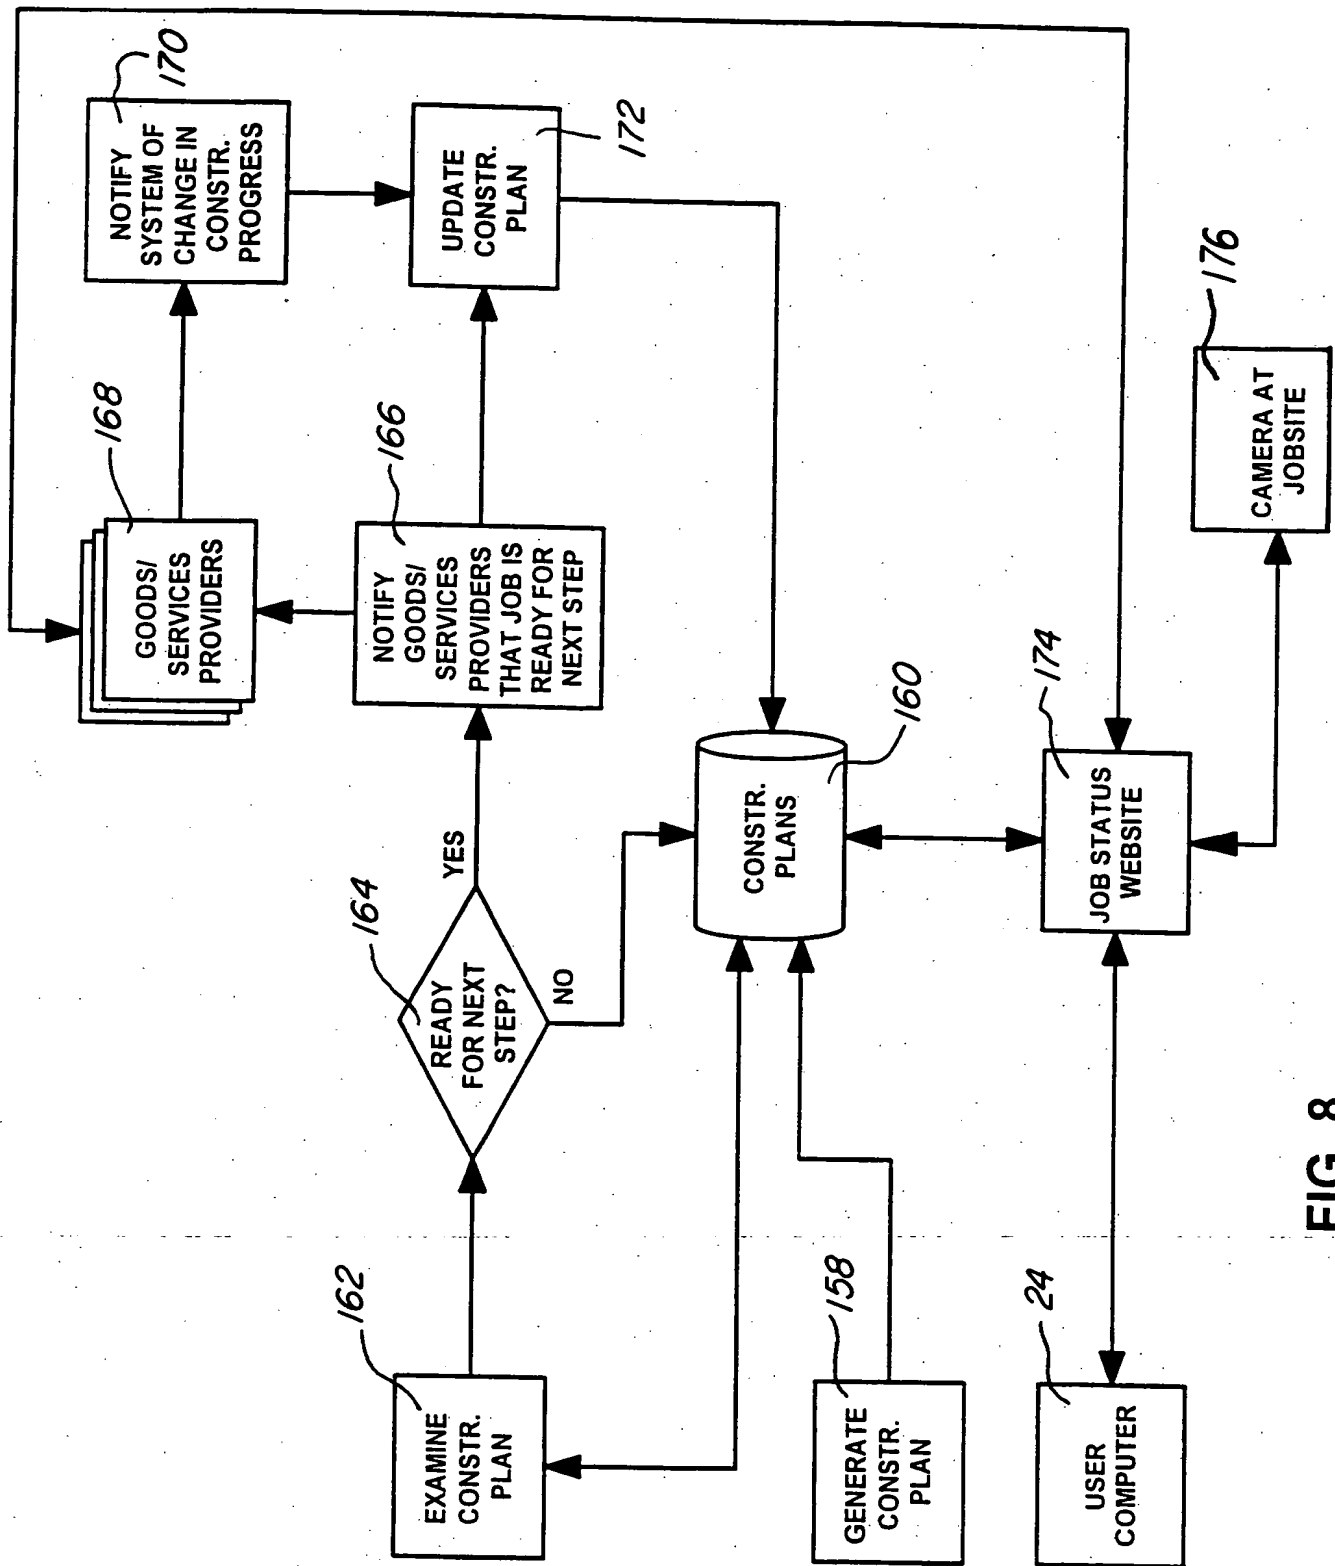 170
NOTIFY
SYSTEM OF
CHANGE IN
CONSTR.
PROGRESS
168
GOODS/
SERVICES
PROVIDERS
172
UPDATE
CONSTR.
PLAN
166
NOTIFY
GOODS/
SERVICES
PROVIDERS
THAT JOB IS
READY FOR
NEXT STEP
164
READY
FOR NEXT
STEP?
YES
NO
162
EXAMINE
CONSTR.
PLAN
160
CONSTR.
PLANS
158
GENERATE
CONSTR.
PLAN
174
JOB STATUS
WEBSITE
176
CAMERA AT
JOBSITE
24
USER
COMPUTER
FIG. 8